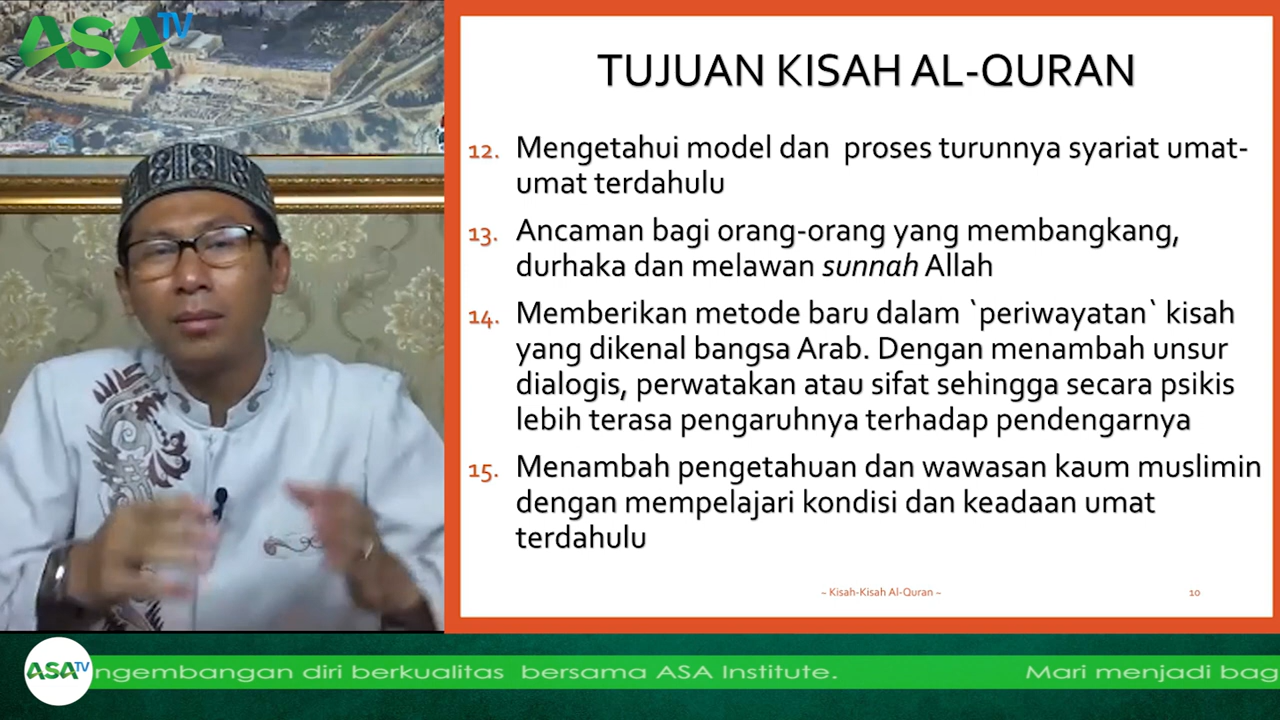 ASA TV
TUJUAN KISAH AL-QURAN
12. Mengetahui model dan proses turunnya syariat umat-
umat terdahulu
13. Ancaman bagi orang-orang yang membangkang,
durhaka dan melawan sunnah Allah
14. Memberikan metode baru dalam `periwayatan` kisah
yang dikenal bangsa Arab. Dengan menambah unsur
dialogis, perwatakan atau sifat sehingga secara psikis
lebih terasa pengaruhnya terhadap pendengarnya
15. Menambah pengetahuan dan wawasan kaum muslimin
dengan mempelajari kondisi dan keadaan umat
terdahulu
~ Kisah-Kisah Al-Quran ~ 10
ASA TV
ngembangan diri berkualitas bersama ASA Institute. Mari menjadi bag